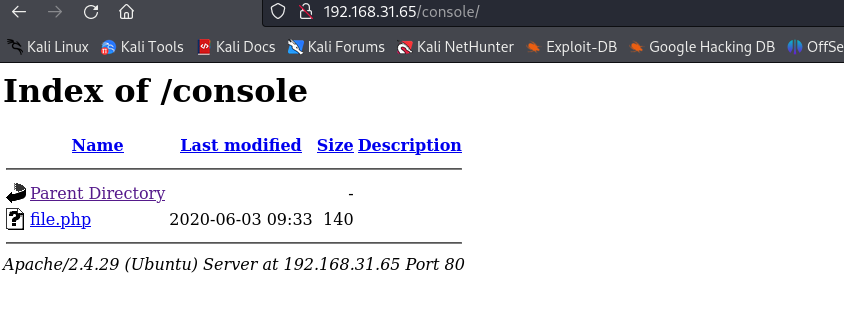 192.168.31.65/console/
Kali Linux Kali Tools Kali Docs Kali Forums Kali NetHunter Exploit-DB Google Hacking DB OffSe
Index of /console
Name Last modified Size Description
Parent Directory -
file.php 2020-06-03 09:33 140
Apache/2.4.29 (Ubuntu) Server at 192.168.31.65 Port 80